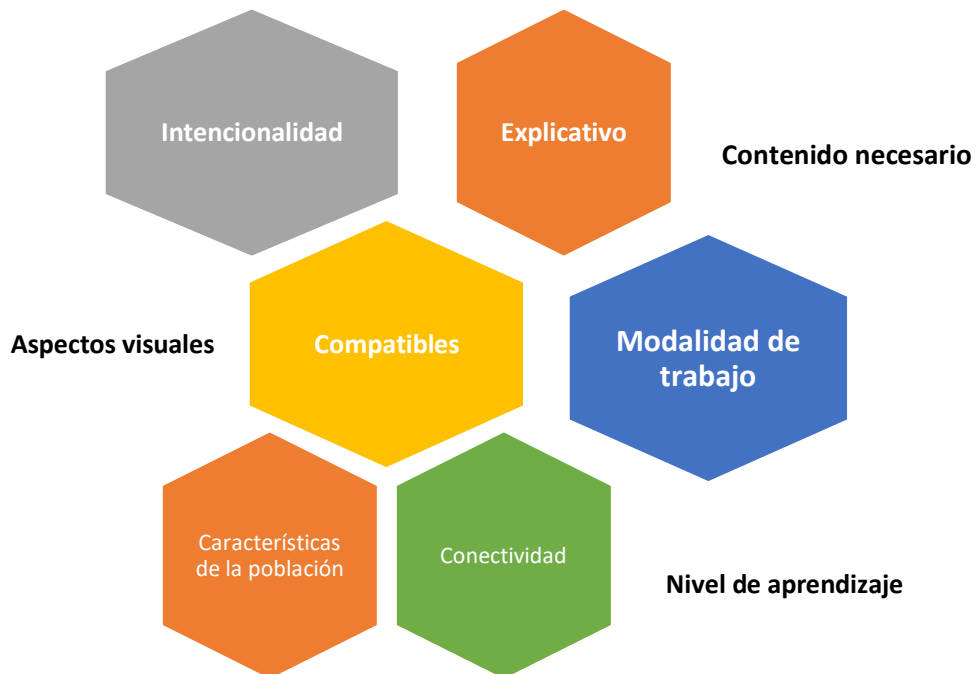 Intencionalidad
Explicativo
Contenido necesario
Aspectos visuales
Compatibles
Modalidad de
trabajo
Características
de la población
Conectividad
Nivel de aprendizaje